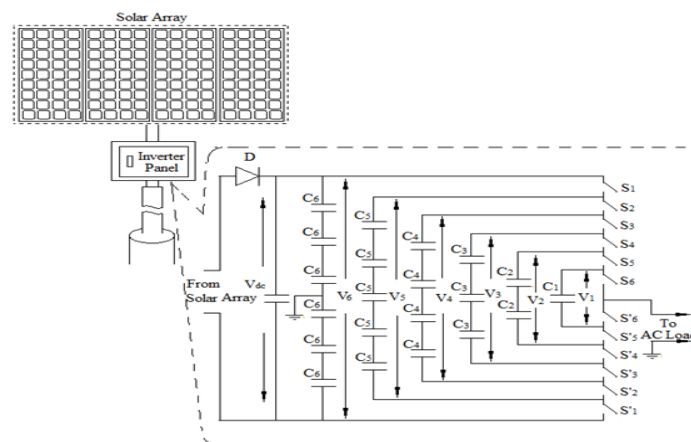 Solar Array
Inverter
Panel
D
S1
S2
S3
S4
S5
S6
S'6
S'5
S'4
S'3
S'2
S'1
C6
C6
C6
C6
C6
C6
C5
C5
C5
C5
C5
C4
C4
C4
C4
C3
C3
C3
C2
C2
C1
Vdc
V6
V5
V4
V3
V2
V1
From
Solar Array
To
AC Load